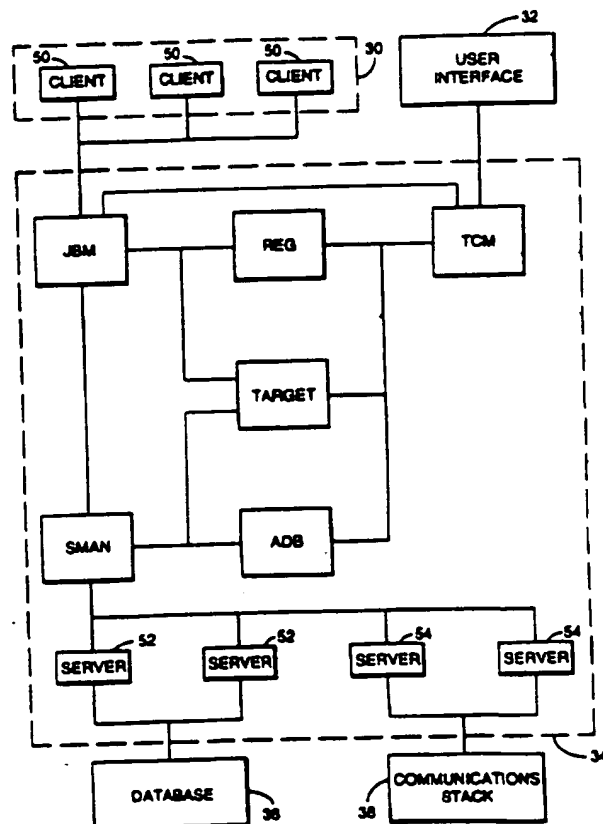 50 50 50 32
CLIENT CLIENT CLIENT 30 USER
INTERFACE
JBM REG TCM
TARGET
SMAN ADB
52 52 54 54
SERVER SERVER SERVER SERVER
34
DATABASE 36 38 COMMUNICATIONS
STACK